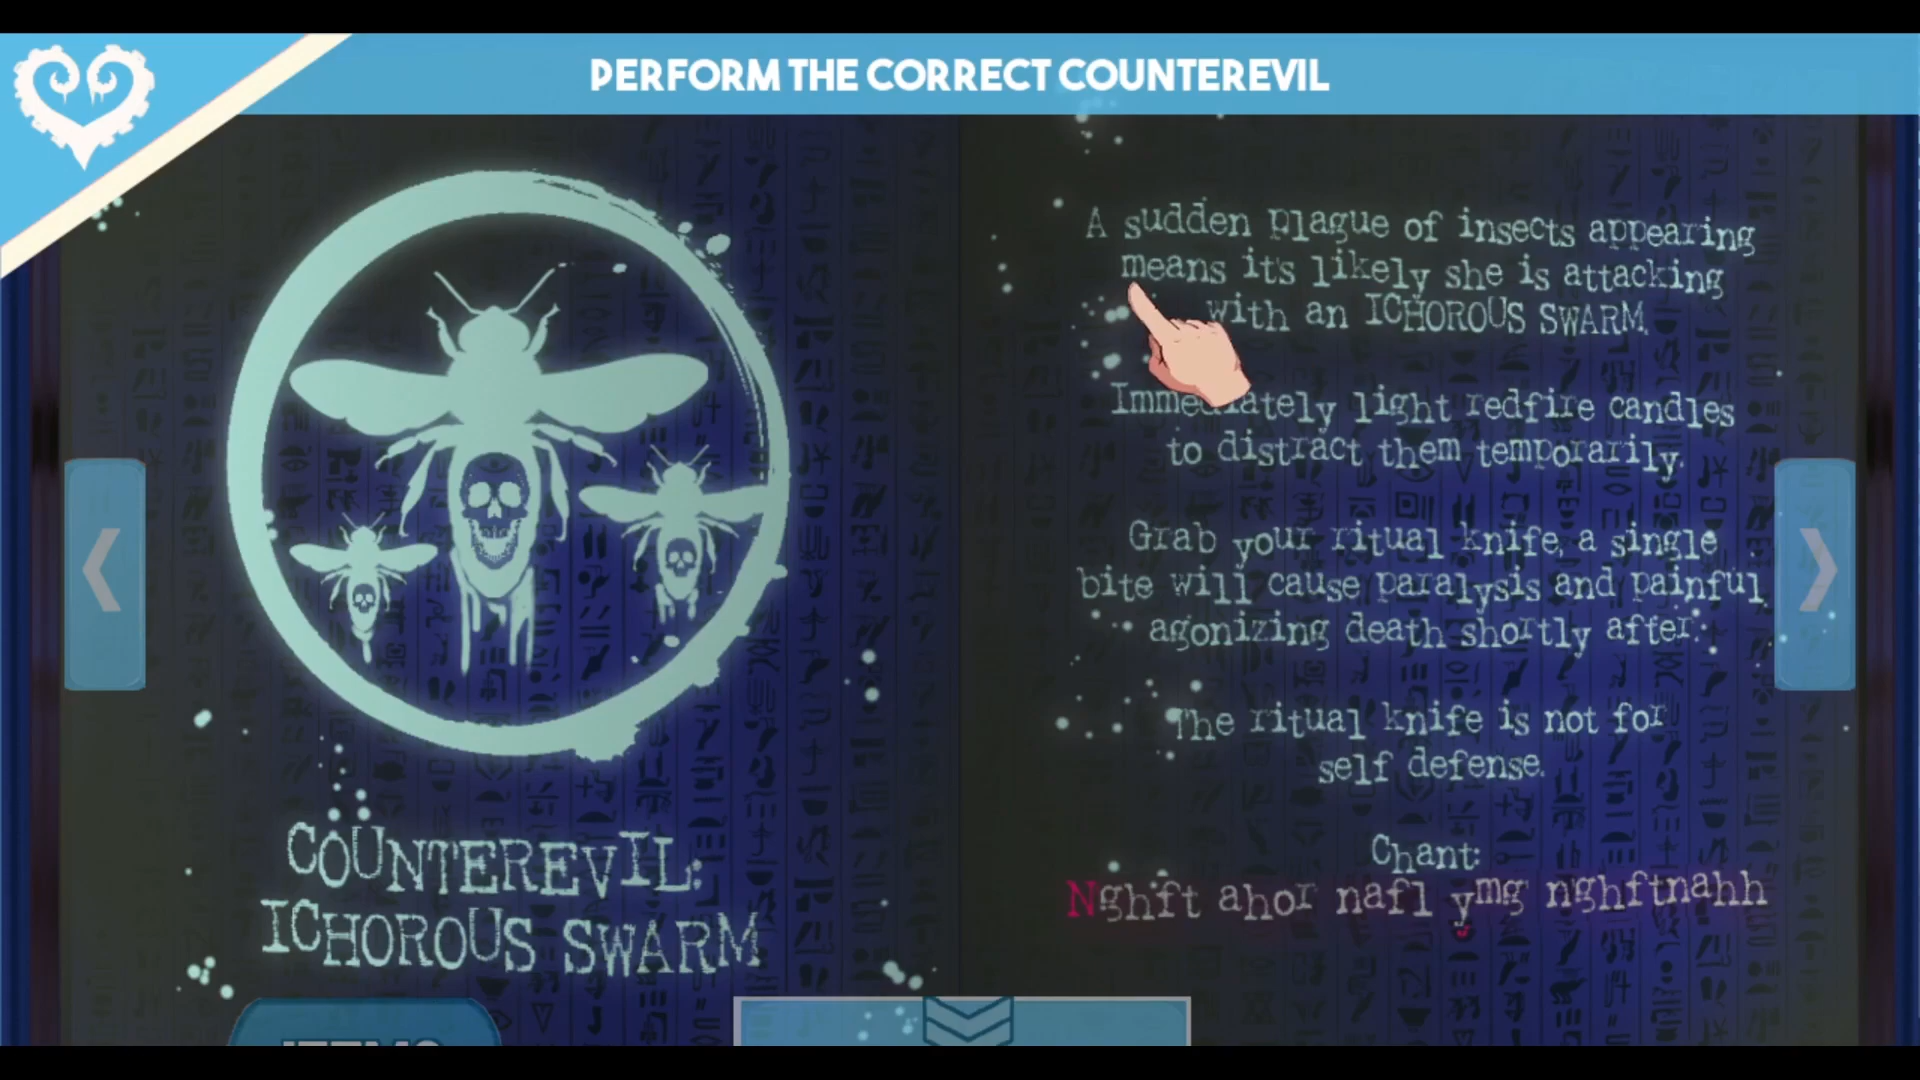 PERFORM THE CORRECT COUNTEREVIL
COUNTEREVIL:
ICHOROUS SWARM
A sudden plague of insects appearing
means it's likely she is attacking
with an ICHOROUS SWARM.
Immediately light redfire candles
to distract them temporarily.
Grab your ritual knife, a single
bite will cause paralysis and painful
agonizing death shortly after.
The ritual knife is not for
self defense.
Chant:
Nghft ahor nafl ymg nghftnahh
ITEMS